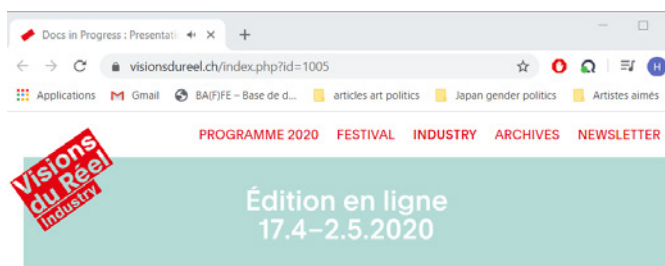 Docs in Progress : Presentati
visionsdureel.ch/index.php?id=1005
H
Applications Gmail BA(F)FE – Base de d... articles art politics Japan gender politics Artistes aimés
PROGRAMME 2020 FESTIVAL INDUSTRY ARCHIVES NEWSLETTER
Visions
du Réel
Industry
Édition en ligne
17.4–2.5.2020